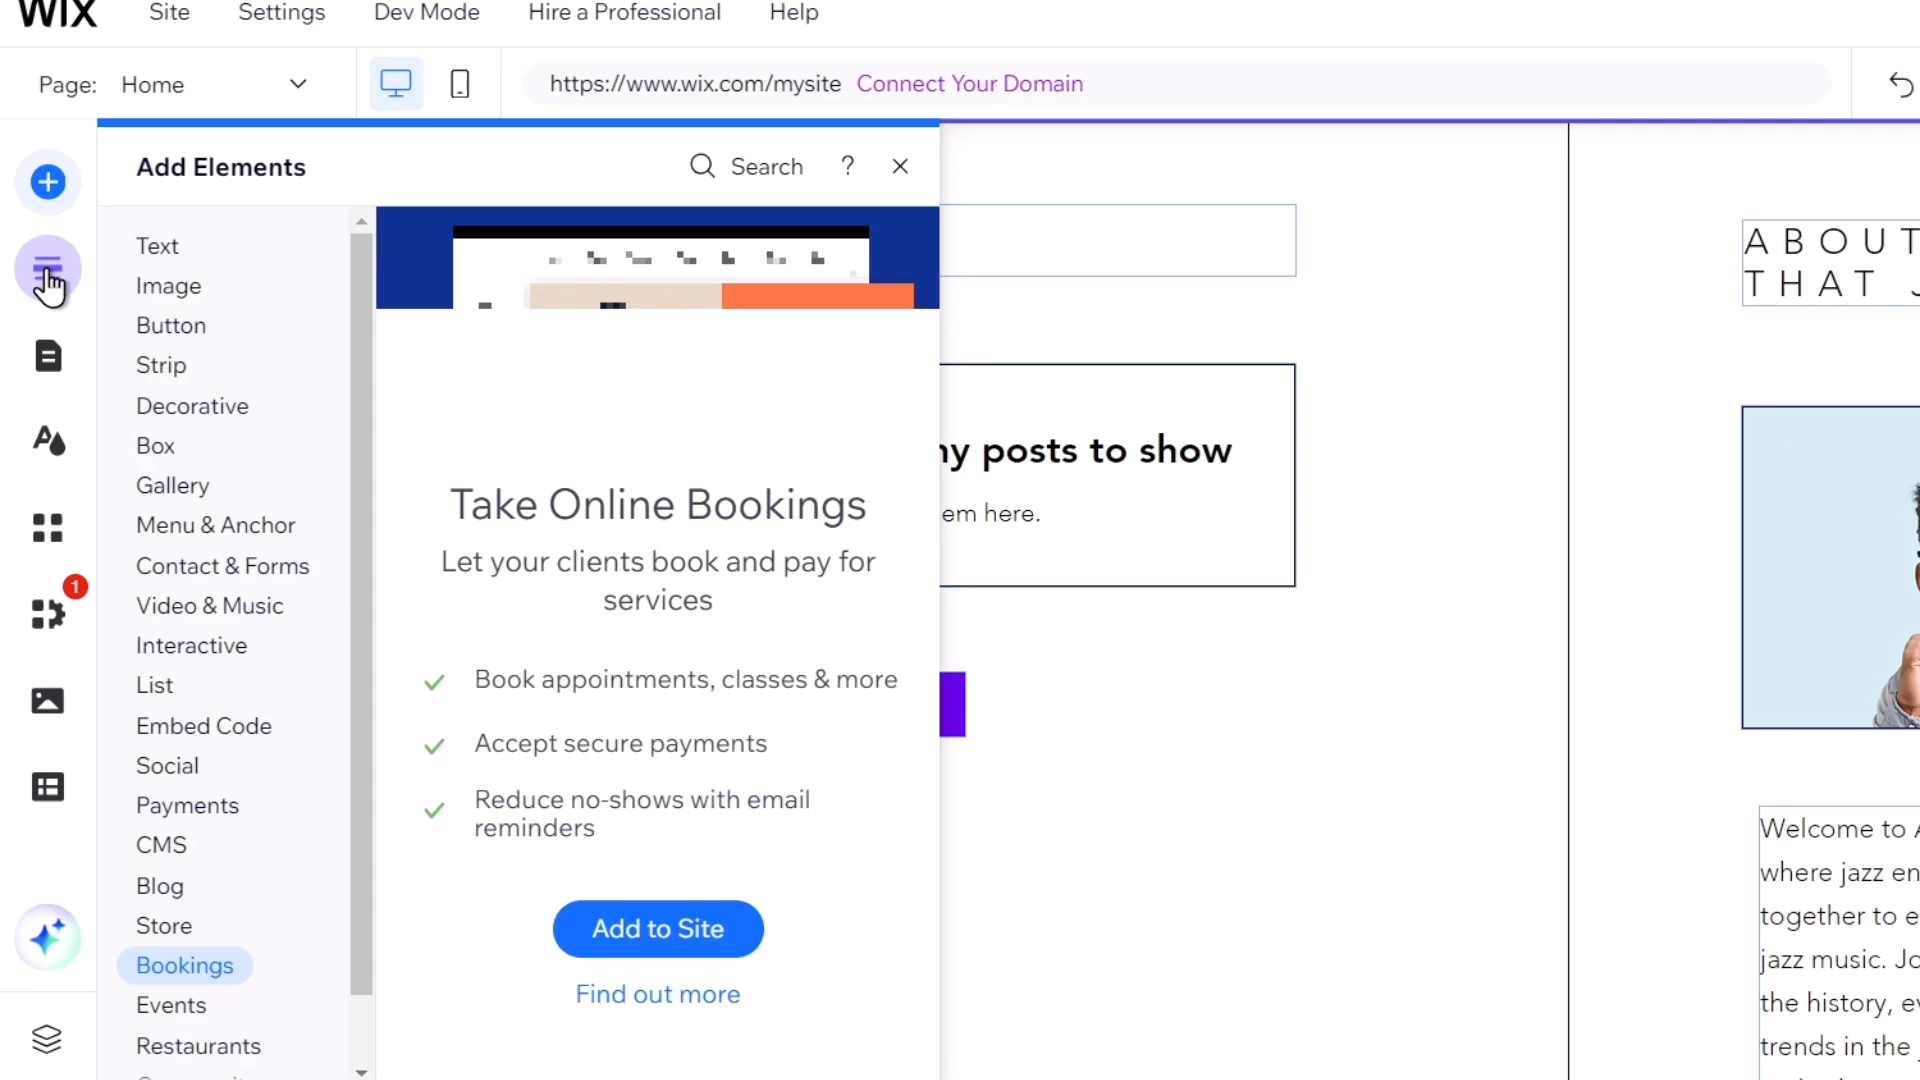 WIX Site Settings Dev Mode Hire a Professional Help
Page: Home https://www.wix.com/mysite Connect Your Domain
Add Elements Search ?
Text
Image
Button
Strip
Decorative
Box
Gallery
Menu & Anchor
Contact & Forms
Video & Music
Interactive
List
Embed Code
Social
Payments
CMS
Blog
Store
Bookings
Events
Restaurants
1
Take Online Bookings
Let your clients book and pay for
services
Book appointments, classes & more
Accept secure payments
Reduce no-shows with email
reminders
Add to Site
Find out more
posts to show
here.
ABOUT
THAT
Welcome to
where jazz
together to
jazz music.
the history,
trends in the